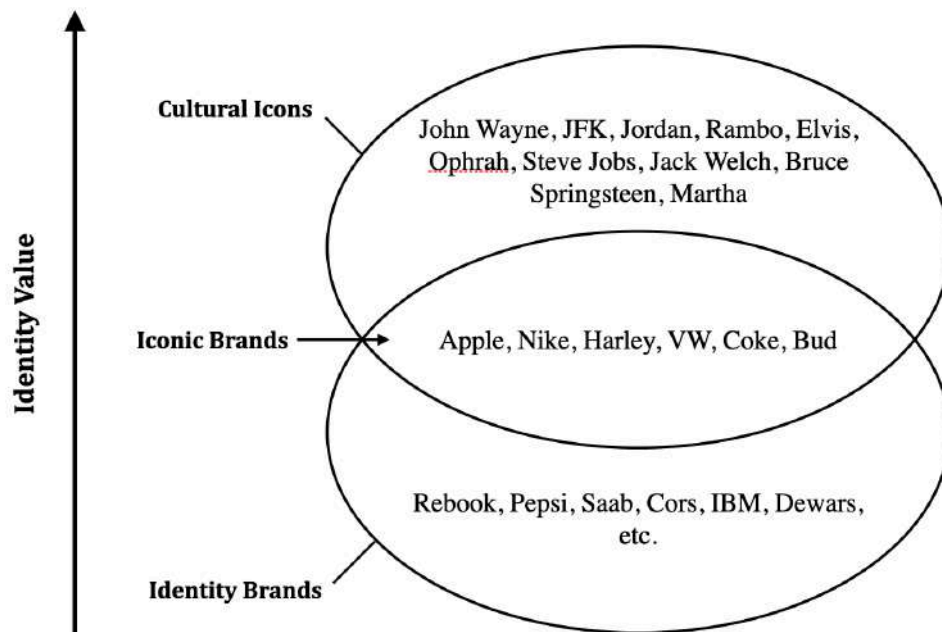 Cultural Icons
John Wayne, JFK, Jordan, Rambo, Elvis,
Ophrah, Steve Jobs, Jack Welch, Bruce
Springsteen, Martha
Identity Value
Iconic Brands
Apple, Nike, Harley, VW, Coke, Bud
Rebook, Pepsi, Saab, Cors, IBM, Dewars,
etc.
Identity Brands